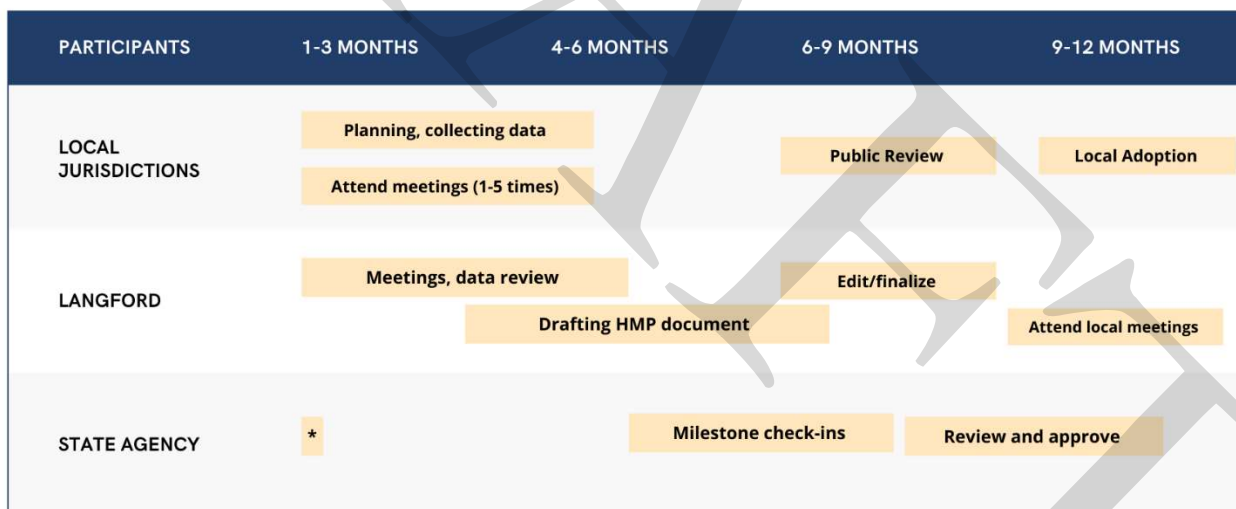 PARTICIPANTS 1-3 MONTHS 4-6 MONTHS 6-9 MONTHS 9-12 MONTHS
LOCAL
JURISDICTIONS
Planning, collecting data
Attend meetings (1-5 times)
Public Review
Local Adoption
LANGFORD
Meetings, data review
Edit/finalize
Drafting HMP document
Attend local meetings
STATE AGENCY
*
Milestone check-ins
Review and approve